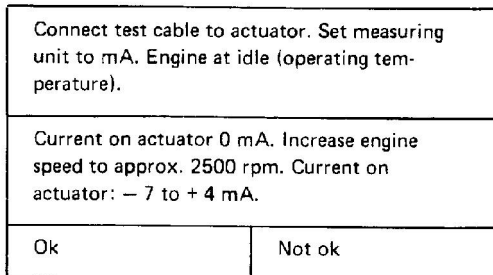 Connect test cable to actuator. Set measuring
unit to mA. Engine at idle (operating tem-
perature).
Current on actuator 0 mA. Increase engine
speed to approx. 2500 rpm. Current on
actuator: – 7 to + 4 mA.
Ok
Not ok